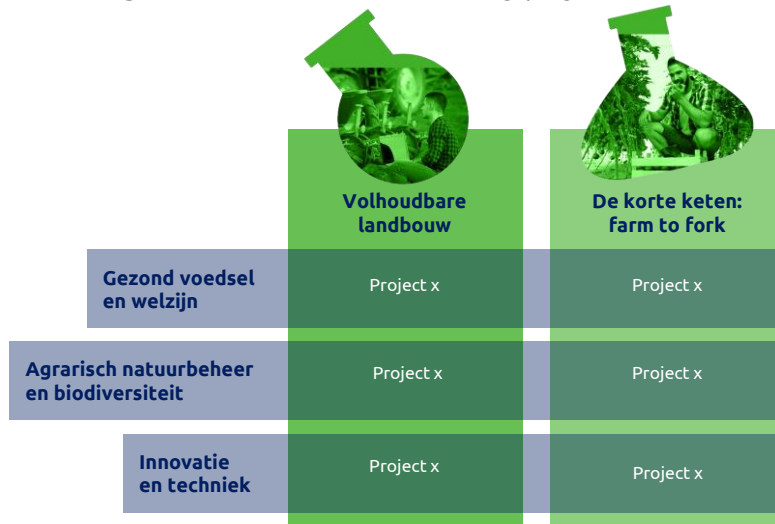 Volhoudbare
landbouw
De korte keten:
farm to fork
Gezond voedsel
en welzijn
Project x
Project x
Agrarisch natuurbeheer
en biodiversiteit
Project x
Project x
Innovatie
en techniek
Project x
Project x